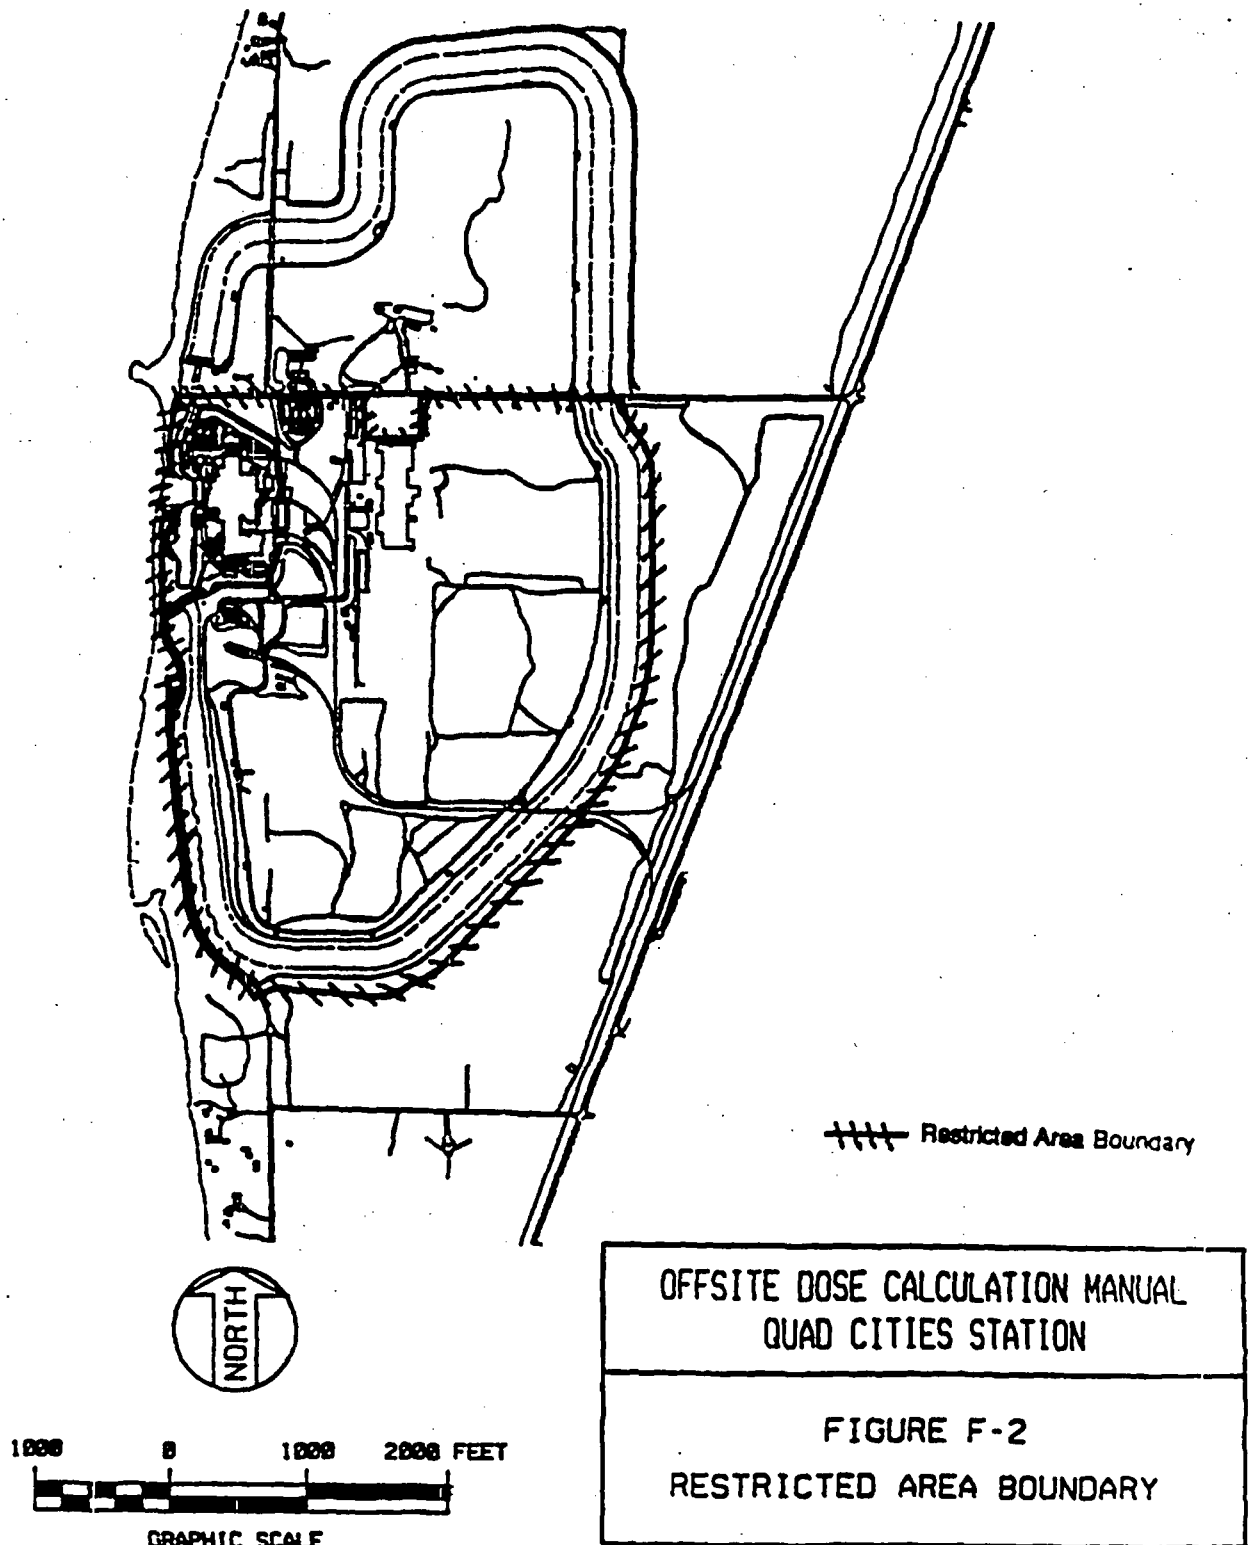 Restricted Area Boundary
OFFSITE DOSE CALCULATION MANUAL
QUAD CITIES STATION
NORTH
FIGURE F-2
RESTRICTED AREA BOUNDARY
1000 0 1000 2000 FEET
GRAPHIC SCALE